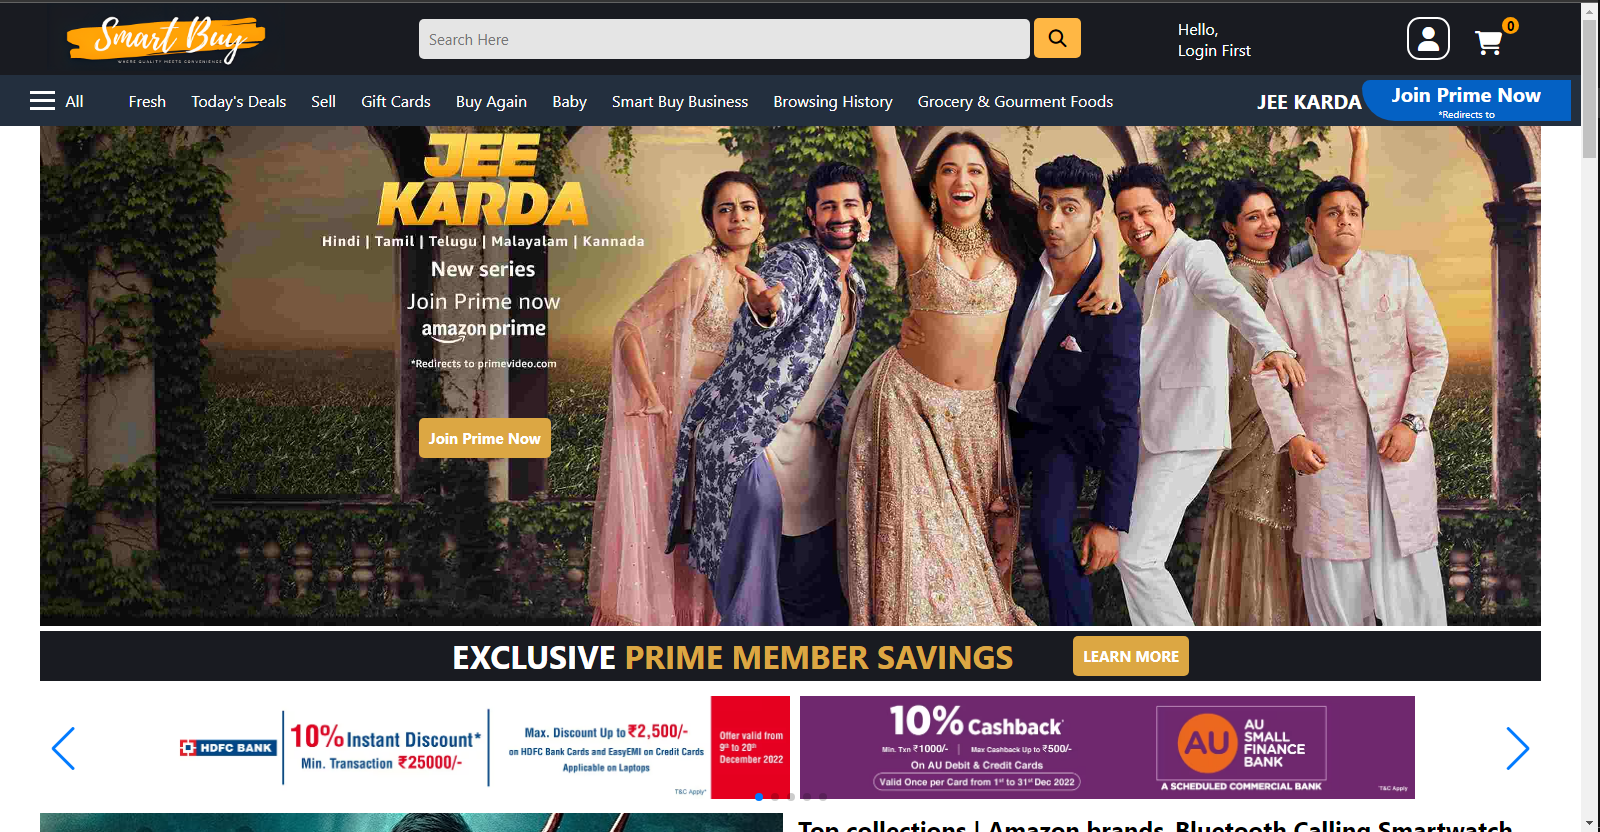 Smart Buy
WHERE QUALITY MEETS CONVENIENCE
Search Here
Hello,
Login First
0
All
Fresh
Today's Deals
Sell
Gift Cards
Buy Again
Baby
Smart Buy Business
Browsing History
Grocery & Gourment Foods
JEE KARDA
Join Prime Now
*Redirects to
JEE
KARDA
Hindi | Tamil | Telugu | Malayalam | Kannada
New series
Join Prime now
amazon prime
*Redirects to primevideo.com
Join Prime Now
EXCLUSIVE PRIME MEMBER SAVINGS
LEARN MORE
HDFC BANK
10% Instant Discount*
Min. Transaction ₹25000/-
Max. Discount Up to ₹2,500/-
on HDFC Bank Cards and EasyEMI on Credit Cards
Applicable on Laptops
T&C Apply*
Offer valid from
9th to 20th
December 2022
10% Cashback*
Min. Txn ₹1000/- | Max Cashback Up to ₹500/-
On AU Debit & Credit Cards
Valid Once per Card from 1st to 31st Dec 2022
AU
AU
SMALL
FINANCE
BANK
A SCHEDULED COMMERCIAL BANK
*T&C Apply
Top collections | Amazon brands, Bluetooth Calling Smartwatch